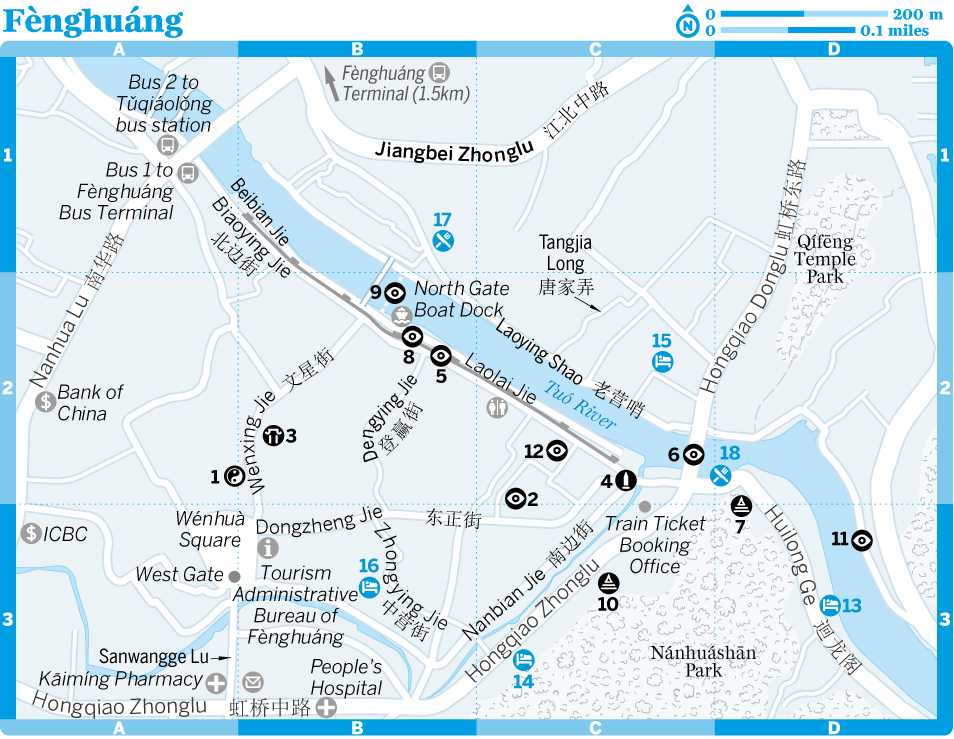 Fènghuáng
N
0 200 m
0 0.1 miles
A
B
C
D
Bus 2 to
Tǔqiáolǒng
bus station
Fènghuáng
Terminal (1.5km)
Jiangbei Zhonglu 江北中路
1
1
Bus 1 to
Fènghuáng
Bus Terminal
Beibian Jie
Biaoying Jie
北边街
17
Tangjia
Long
唐家弄
Hongqiao Donglu 虹桥东路
Qífēng
Temple
Park
Nanhua Lu 南华路
9
North Gate
Boat Dock
8
5
Laoying Shao 老营哨
15
2
2
Bank of
China
文星街
Laolai Jie
Tuó River
Dengying Jie
登赢街
3
Wenxing Jie
1
12
6
18
4
2
7
Wénhuà
Square
Dongzheng Jie 东正街
Train Ticket
Booking
Office
ICBC
11
Huilong Ge 迴龙阁
West Gate
Tourism
Administrative
Bureau of
Fènghuáng
16
Zhongying Jie
中营街
Nanbian Jie 南边街
10
13
3
3
Hongqiao Zhonglu
Sanwangge Lu
Kāimíng Pharmacy
People's
Hospital
14
Nánhuáshān
Park
Hongqiao Zhonglu 虹桥中路
A
B
C
D